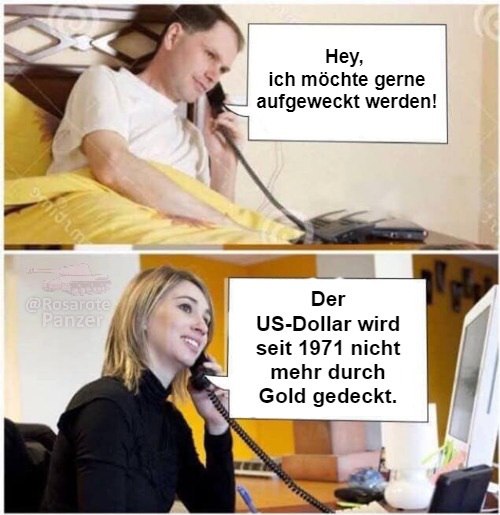 Hey,
ich möchte gerne
aufgeweckt werden!
Der
US-Dollar wird
seit 1971 nicht
mehr durch
Gold gedeckt.
@Rosarote
Panzer